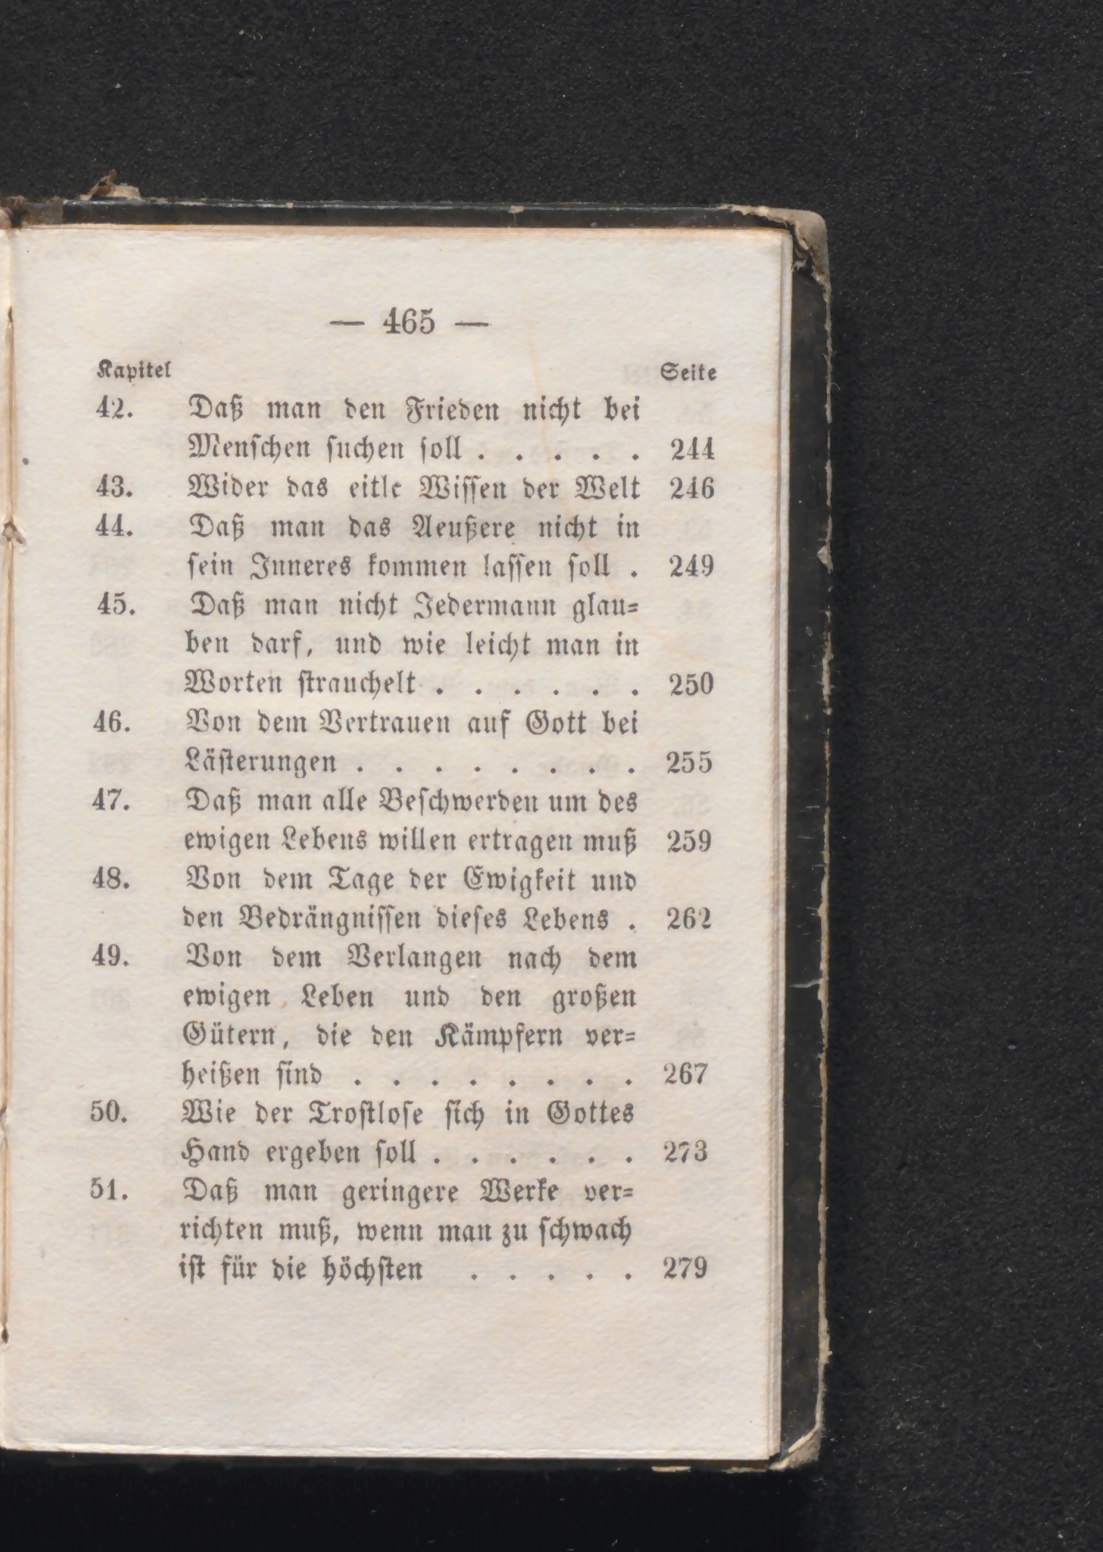 — 465 —
Kapitel Seite
42. Daß man den Frieden nicht bei
Menſchen ſuchen ſoll . . . . . 244
43. Wider das eitle Wiſſen der Welt 246
44. Daß man das Aeußere nicht in
ſein Inneres kommen laſſen ſoll . 249
45. Daß man nicht Jedermann glau⸗
ben darf, und wie leicht man in
Worten ſtrauchelt . . . . . . 250
46. Von dem Vertrauen auf Gott bei
Läſterungen . . . . . . . . 255
47. Daß man alle Beſchwerden um des
ewigen Lebens willen ertragen muß 259
48. Von dem Tage der Ewigkeit und
den Bedrängniſſen dieſes Lebens . 262
49. Von dem Verlangen nach dem
ewigen Leben und den großen
Gütern, die den Kämpfern ver⸗
heißen ſind . . . . . . . . 267
50. Wie der Troſtloſe ſich in Gottes
Hand ergeben ſoll . . . . . . 273
51. Daß man geringere Werke ver⸗
richten muß, wenn man zu ſchwach
iſt für die höchſten . . . . . 279